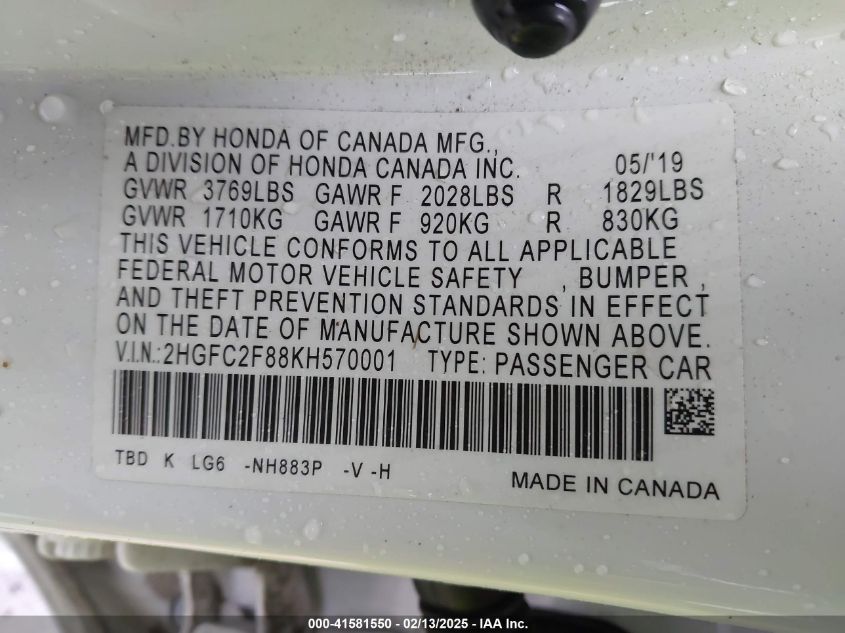 MFD.BY HONDA OF CANADA MFG.,
A DIVISION OF HONDA CANADA INC. 05/'19
GVWR 3769LBS GAWR F 2028LBS R 1829LBS
GVWR 1710KG GAWR F 920KG R 830KG
THIS VEHICLE CONFORMS TO ALL APPLICABLE
FEDERAL MOTOR VEHICLE SAFETY , BUMPER ,
AND THEFT PREVENTION STANDARDS IN EFFECT
ON THE DATE OF MANUFACTURE SHOWN ABOVE.
V.I.N.:2HGFC2F88KH570001 TYPE: PASSENGER CAR
TBD K LG6 -NH883P -V -H
MADE IN CANADA
000-41581550 — 02/13/2025 — IAA Inc.